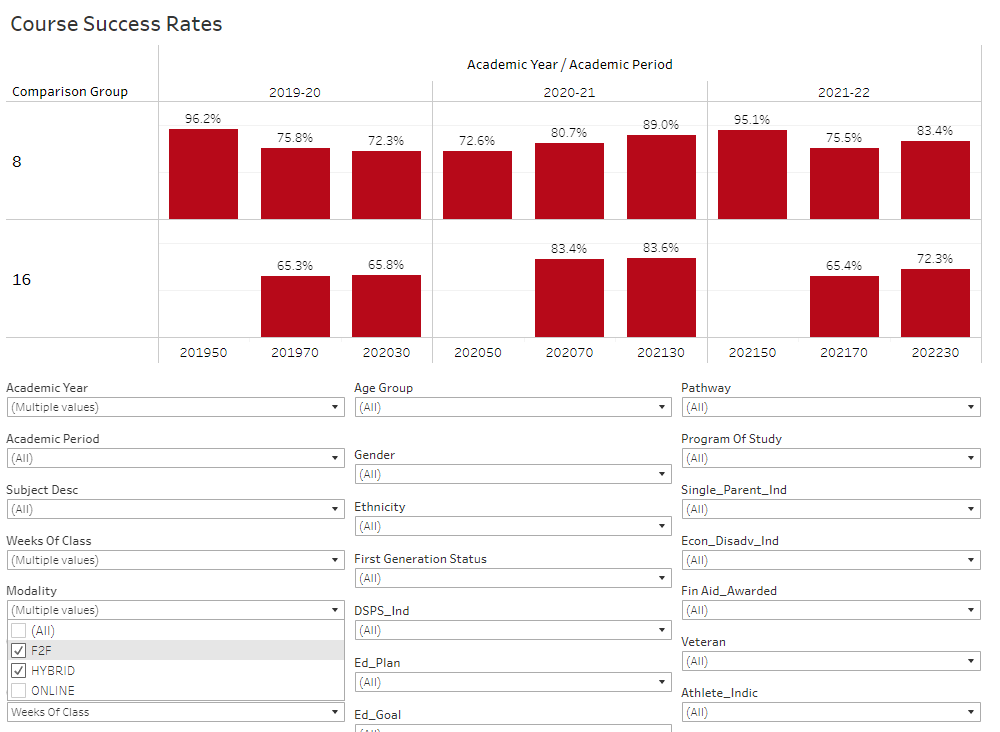 Course Success Rates
Academic Year / Academic Period
Comparison Group 2019-20 2020-21 2021-22
96.2% 75.8% 72.3% 72.6% 80.7% 89.0% 95.1% 75.5% 83.4%
8
65.3% 65.8% 83.4% 83.6% 65.4% 72.3%
16
201950 201970 202030 202050 202070 202130 202150 202170 202230
Academic Year
(Multiple values)
Academic Period
(All)
Subject Desc
(All)
Weeks Of Class
(Multiple values)
Modality
(Multiple values)
(All)
F2F
HYBRID
ONLINE
Weeks Of Class
Age Group
(All)
Gender
(All)
Ethnicity
(All)
First Generation Status
(All)
DSPS_Ind
(All)
Ed_Plan
(All)
Ed_Goal
(All)
Pathway
(All)
Program Of Study
(All)
Single_Parent_Ind
(All)
Econ_Disadv_Ind
(All)
Fin Aid_Awarded
(All)
Veteran
(All)
Athlete_Indic
(All)